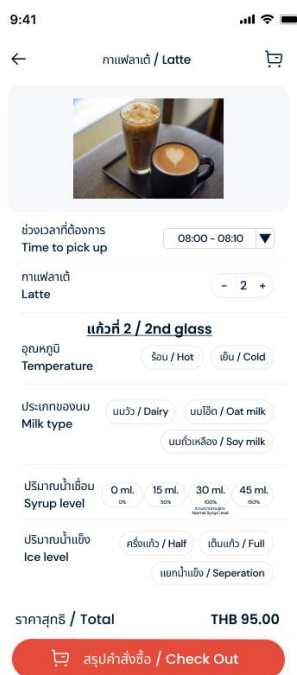 9:41
กาแฟลาเต้ / Latte
ช่วงเวลาที่ต้องการ
Time to pick up
08:00 - 08:10
กาแฟลาเต้
Latte
- 2 +
แก้วที่ 2 / 2nd glass
อุณหภูมิ
Temperature
ร้อน / Hot
เย็น / Cold
ประเภทของนม
Milk type
นมวัว / Dairy
นมโอ๊ต / Oat milk
นมถั่วเหลือง / Soy milk
ปริมาณน้ำเชื่อม
Syrup level
0 ml.
0%
15 ml.
50%
30 ml.
100%
Normal Syrup Level
45 ml.
150%
ปริมาณน้ำแข็ง
Ice level
ครึ่งแก้ว / Half
เต็มแก้ว / Full
แยกน้ำแข็ง / Seperation
ราคาสุทธิ / Total
THB 95.00
สรุปคำสั่งซื้อ / Check Out